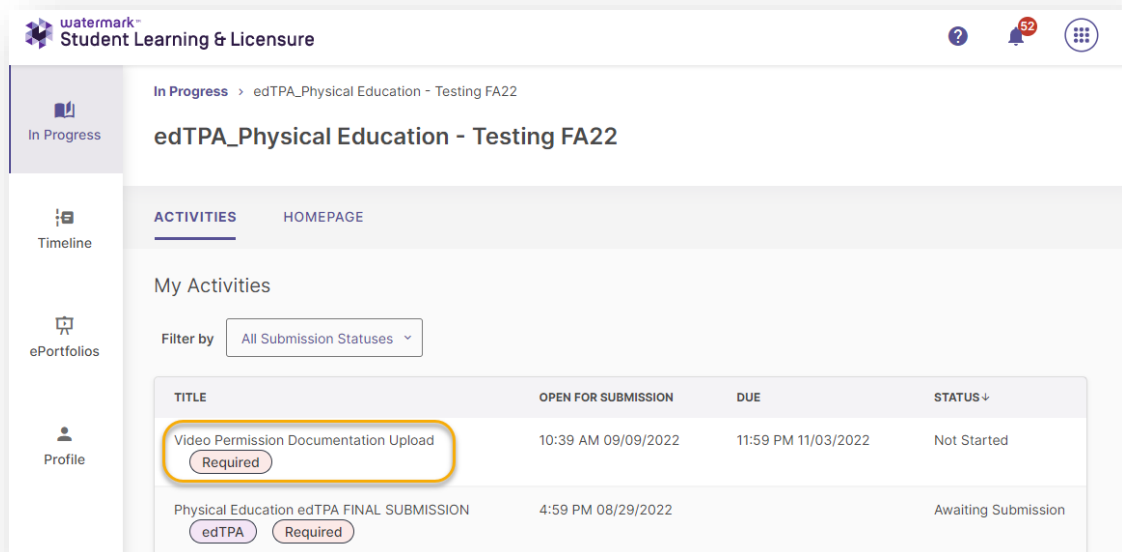 watermark™
Student Learning & Licensure
52
In Progress > edTPA_Physical Education - Testing FA22
In Progress
edTPA_Physical Education - Testing FA22
ACTIVITIES HOMEPAGE
Timeline
My Activities
Filter by All Submission Statuses
ePortfolios
TITLE OPEN FOR SUBMISSION DUE STATUS↓
Video Permission Documentation Upload 10:39 AM 09/09/2022 11:59 PM 11/03/2022 Not Started
Required
Profile
Physical Education edTPA FINAL SUBMISSION 4:59 PM 08/29/2022 Awaiting Submission
edTPA Required